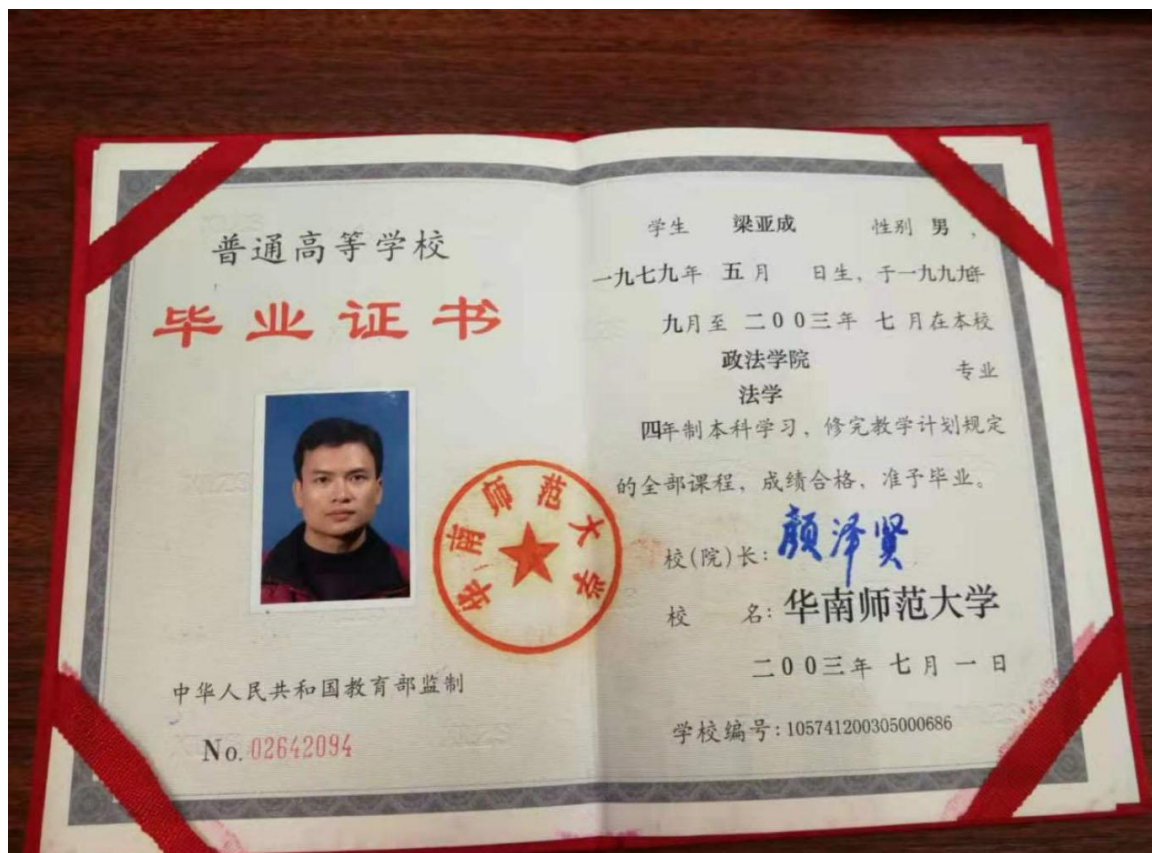 普通高等学校
毕业证书
华南师范大学
中华人民共和国教育部监制
No. 02642094
学生 梁亚成 性别 男,
一九七九年 五月 日生, 于一九九九年
九月至 二00三年 七月在本校
政法学院
专业
法学
四年制本科学习, 修完教学计划规定
的全部课程, 成绩合格, 准予毕业。
校(院)长: 颜泽贤
校 名: 华南师范大学
二00三年 七月 一日
学校编号: 105741200305000686